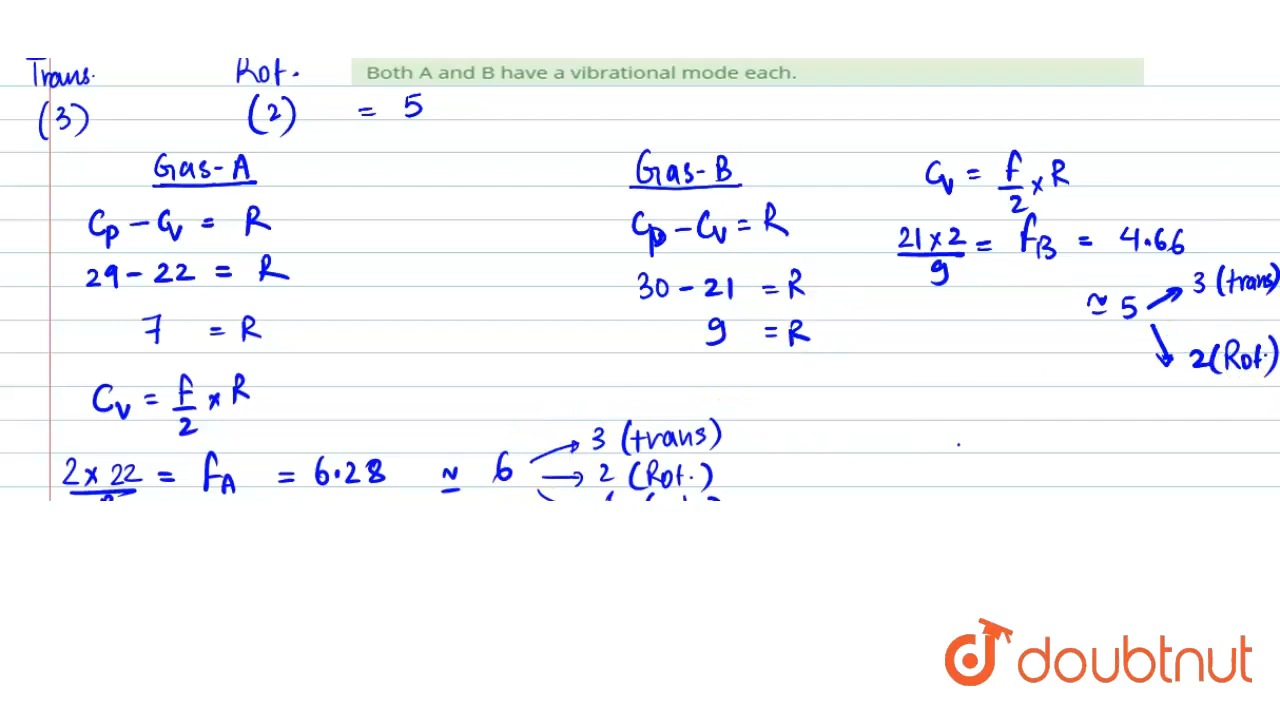 Trans. Rot. Both A and B have a vibrational mode each.
(3) (2) = 5
Gas-A
Cp - Cv = R
29 - 22 = R
7 = R
Cv = f/2 × R
2 × 22 = fA = 6.28 ≃ 6
3 (trans)
2 (Rot.)
Gas-B
Cp - Cv = R
30 - 21 = R
9 = R
Cv = f/2 × R
21 × 2 / 9 = fB = 4.66
≃ 5
3 (trans)
2 (Rot.)
doubtnut